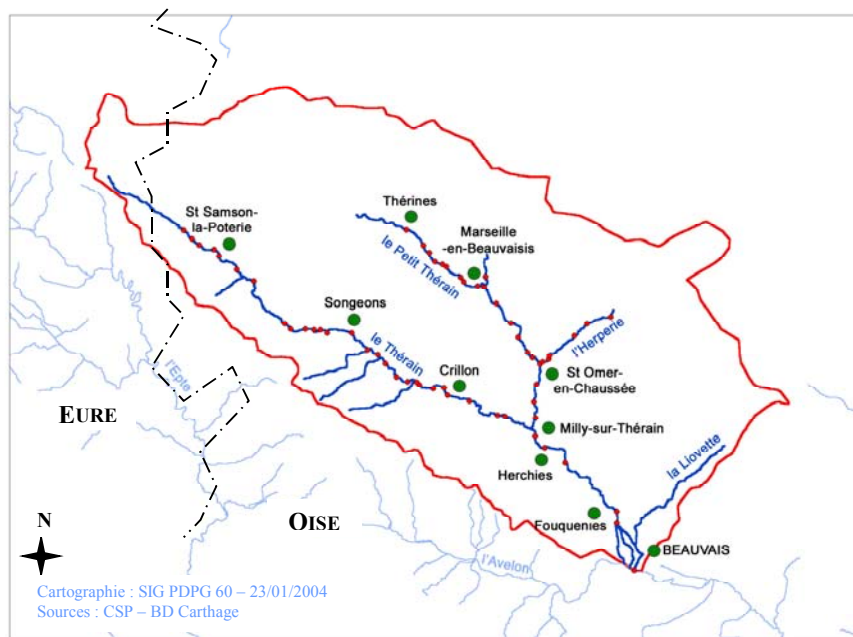 Thérines
St Samson-
la-Poterie
Marseille
-en-Beauvaisis
le Petit Thérain
Songeons
l'Herperie
le Thérain
l'Epte
Crillon
St Omer-
en-Chaussée
EURE
Milly-sur-Thérain
la Liovette
Herchies
OISE
Fouquenies
N
BEAUVAIS
l'Avelon
Cartographie : SIG PDPG 60 – 23/01/2004
Sources : CSP – BD Carthage